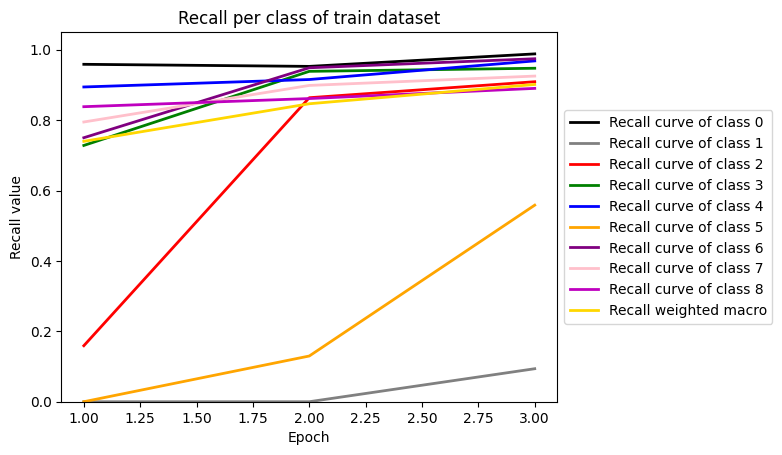 Recall per class of train dataset
Recall value
1.0
0.8
0.6
0.4
0.2
0.0
1.00 1.25 1.50 1.75 2.00 2.25 2.50 2.75 3.00
Epoch
Recall curve of class 0
Recall curve of class 1
Recall curve of class 2
Recall curve of class 3
Recall curve of class 4
Recall curve of class 5
Recall curve of class 6
Recall curve of class 7
Recall curve of class 8
Recall weighted macro